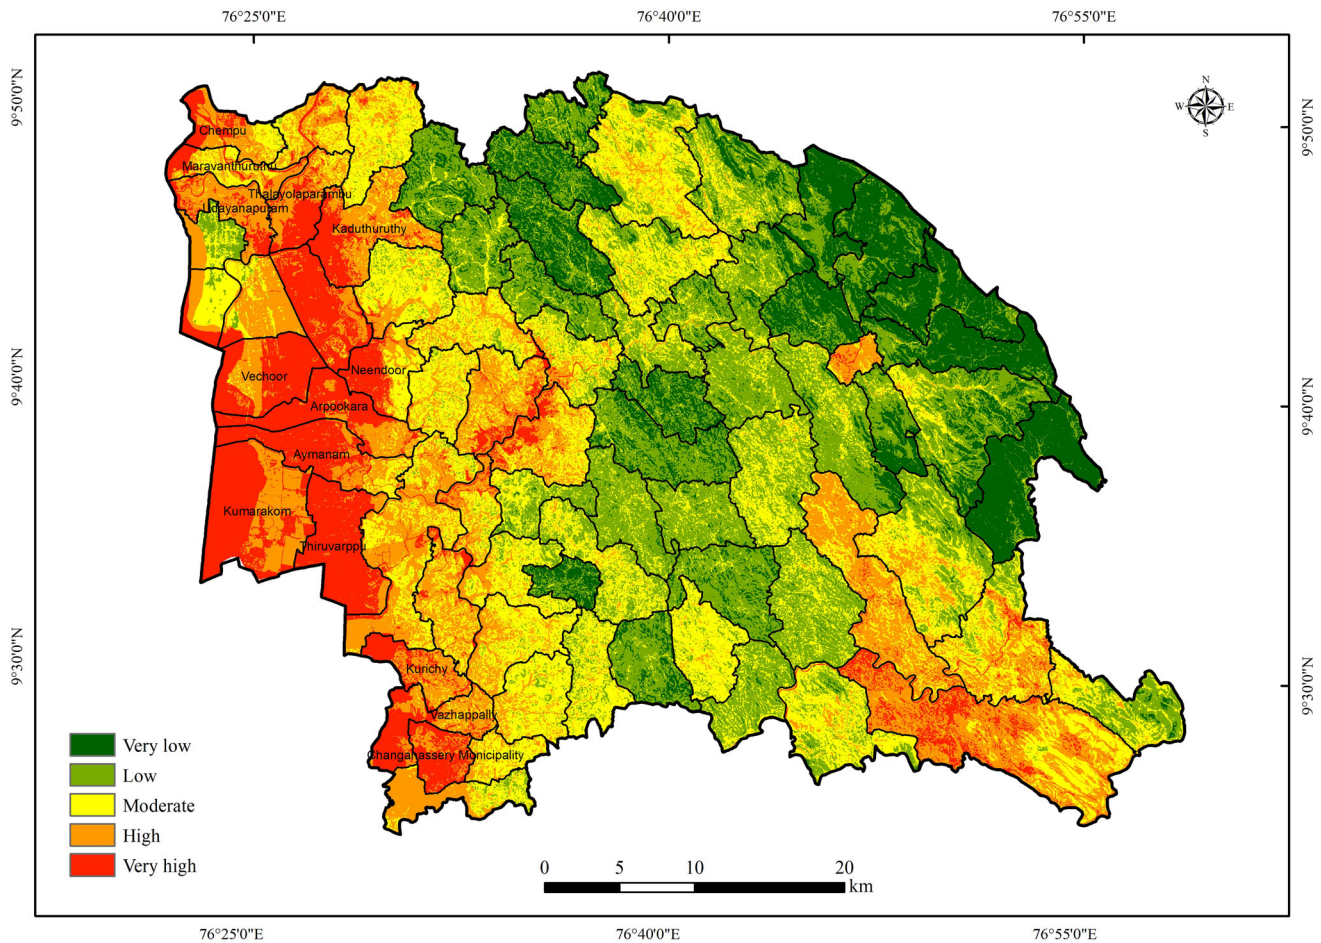 76°25'0"E
76°40'0"E
76°55'0"E
9°50'0"N
9°50'0"N
N
W
E
S
Chempu
Maravanthuruthu
Thalayolaparambu
Udayanapuram
Kaduthuruthy
9°40'0"N
9°40'0"N
Vechoor
Neendoor
Arpookara
Aymanam
Kumarakom
Thiruvarppu
9°30'0"N
9°30'0"N
Kurichy
Vazhappally
Changanassery Municipality
Very low
Low
Moderate
High
Very high
0 5 10 20
km
76°25'0"E
76°40'0"E
76°55'0"E